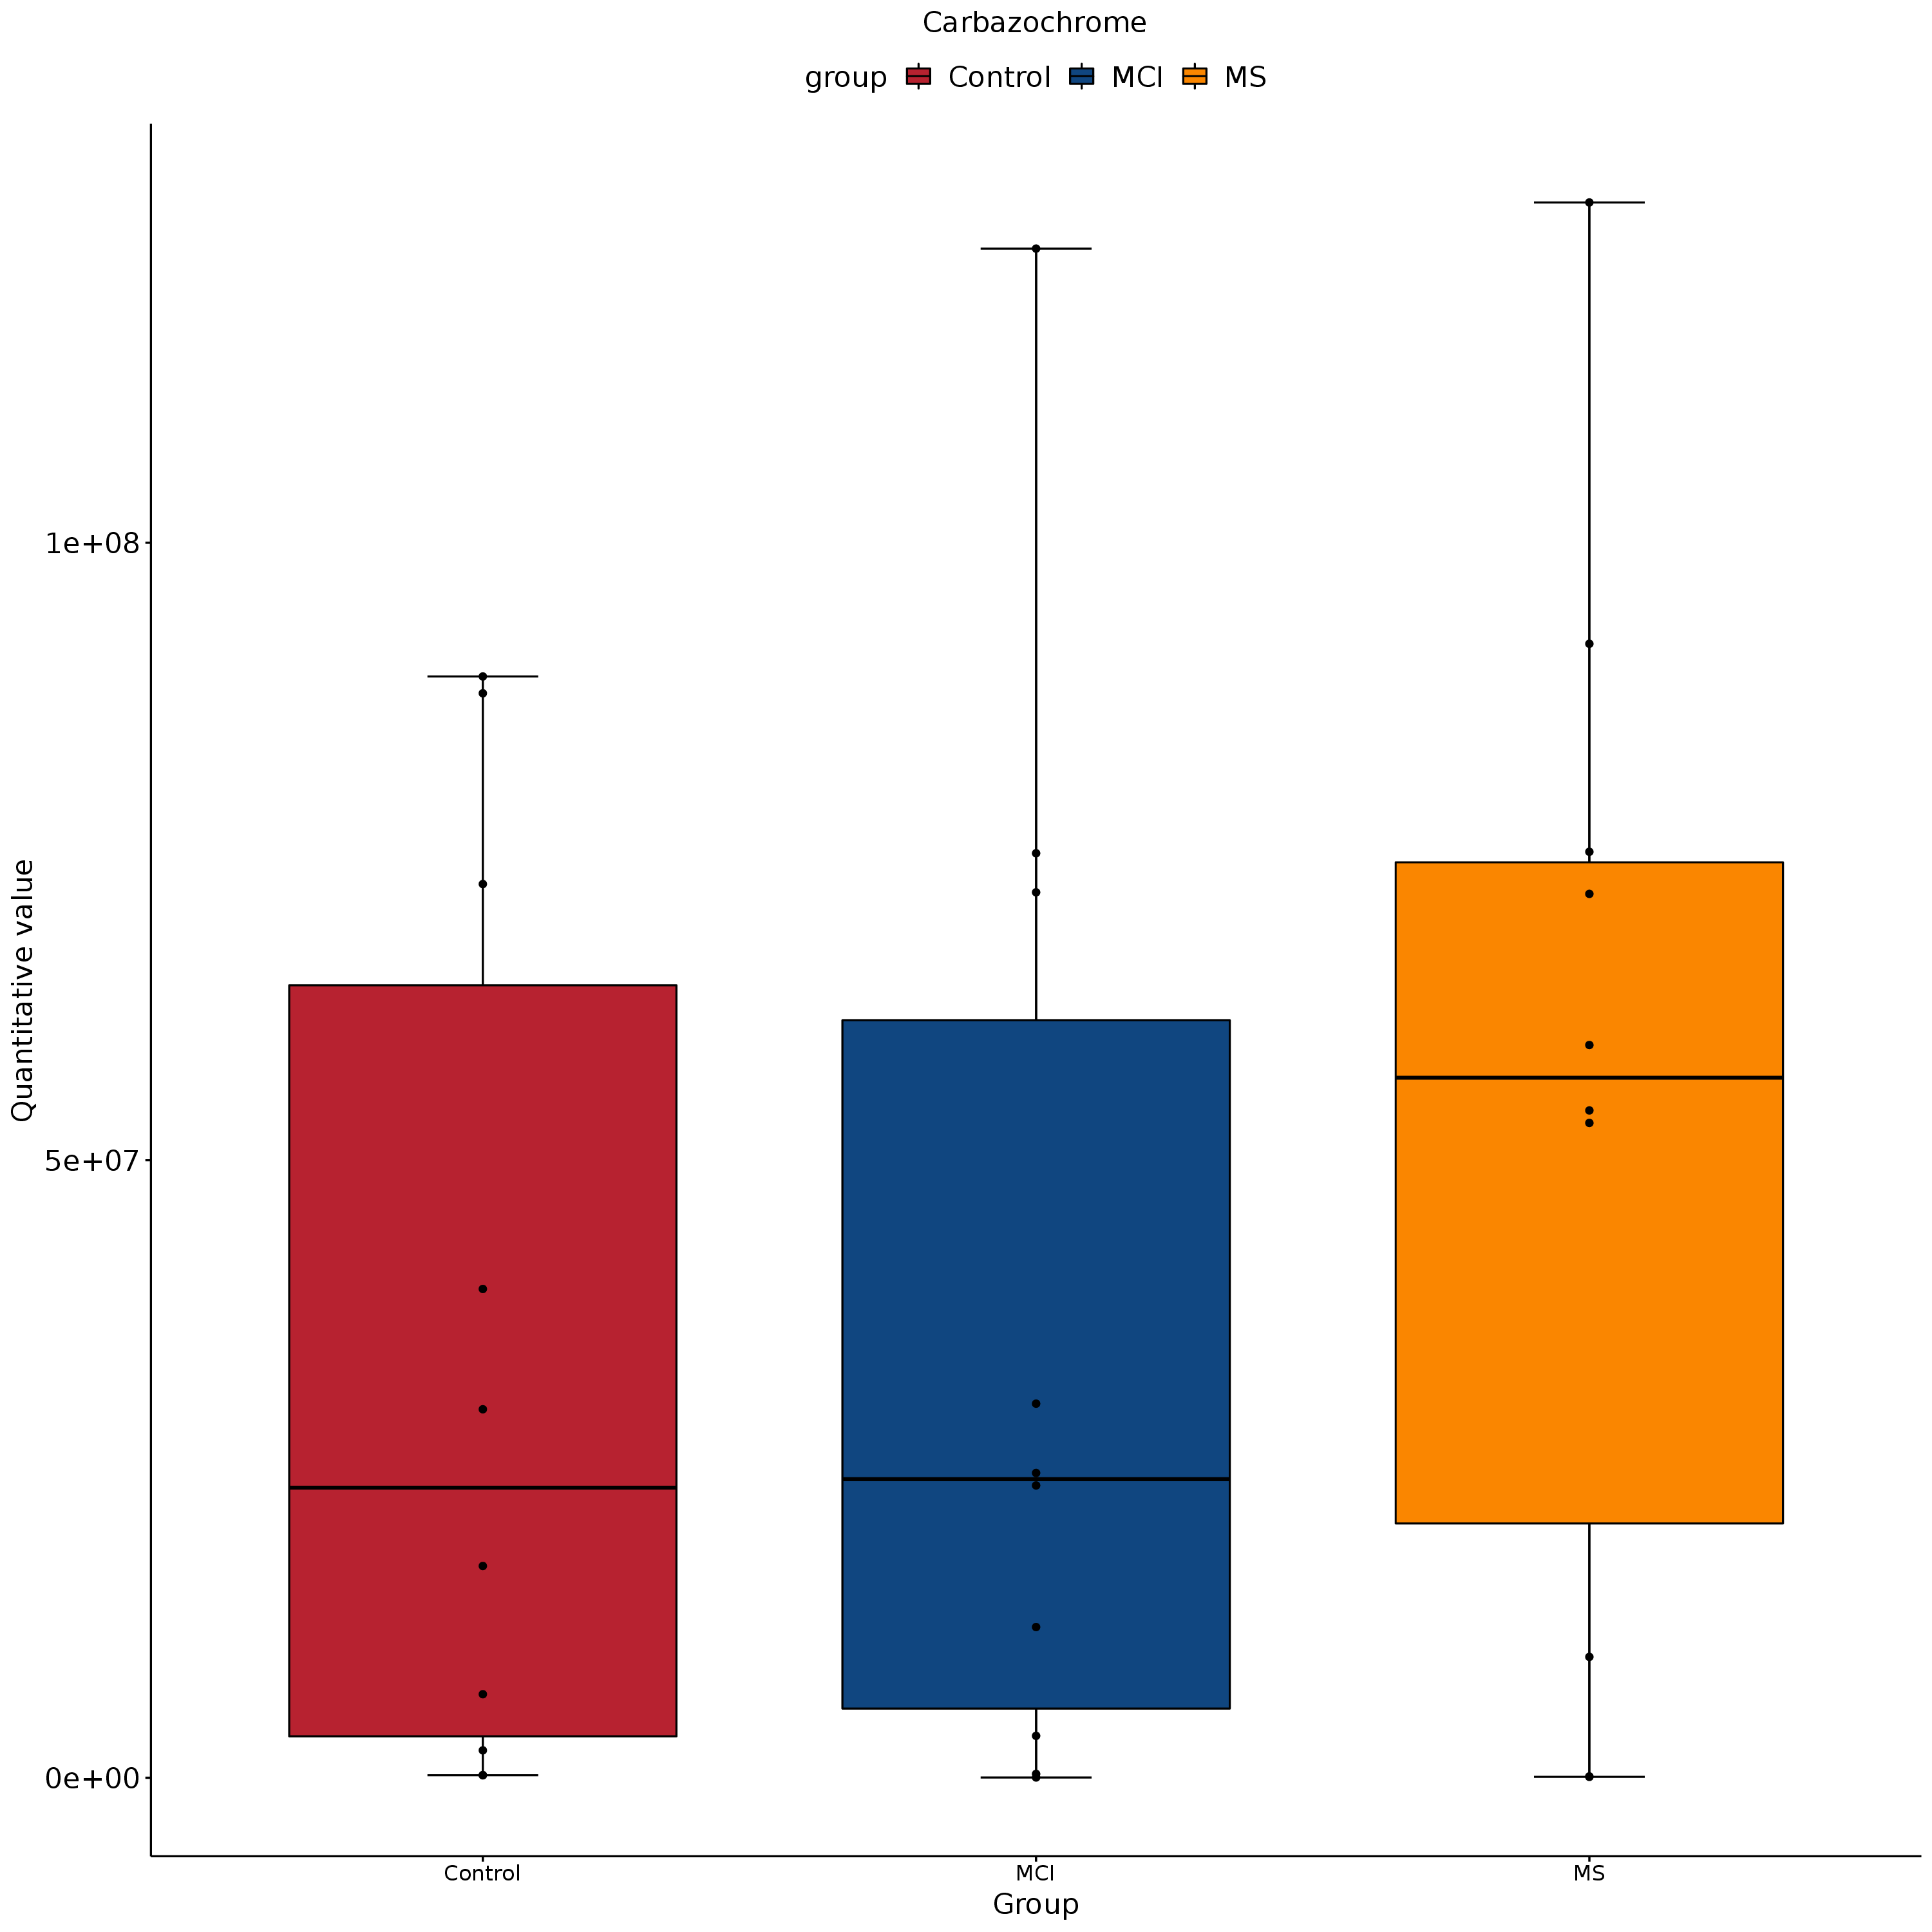 Carbazochrome
group Control MCI MS
Quantitative value
1e+08
5e+07
0e+00
Control MCI MS
Group